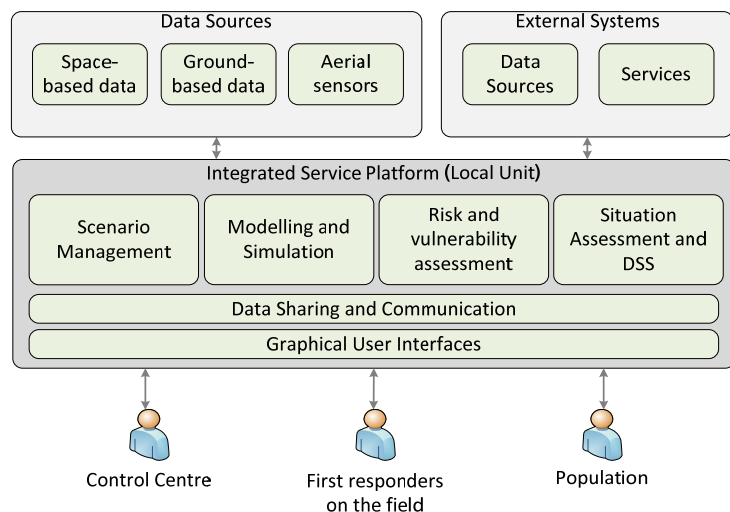 Data Sources
Space-
based data
Ground-
based data
Aerial
sensors
External Systems
Data
Sources
Services
Integrated Service Platform (Local Unit)
Scenario
Management
Modelling and
Simulation
Risk and
vulnerability
assessment
Situation
Assessment and
DSS
Data Sharing and Communication
Graphical User Interfaces
Control Centre
First responders
on the field
Population